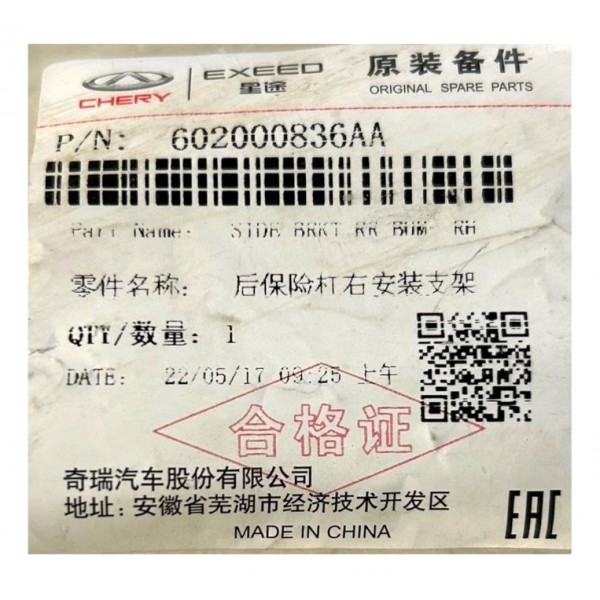 CHERY
EXEED
星途
原装备件
ORIGINAL SPARE PARTS
P/N: 602000836AA
Part Name: SIDE BRKT RR BUM- RH
零件名称: 后保险杠右安装支架
QTY/数量: 1
DATE: 22/05/17 09:25 上午
合格证
奇瑞汽车股份有限公司
地址: 安徽省芜湖市经济技术开发区
MADE IN CHINA
EAC